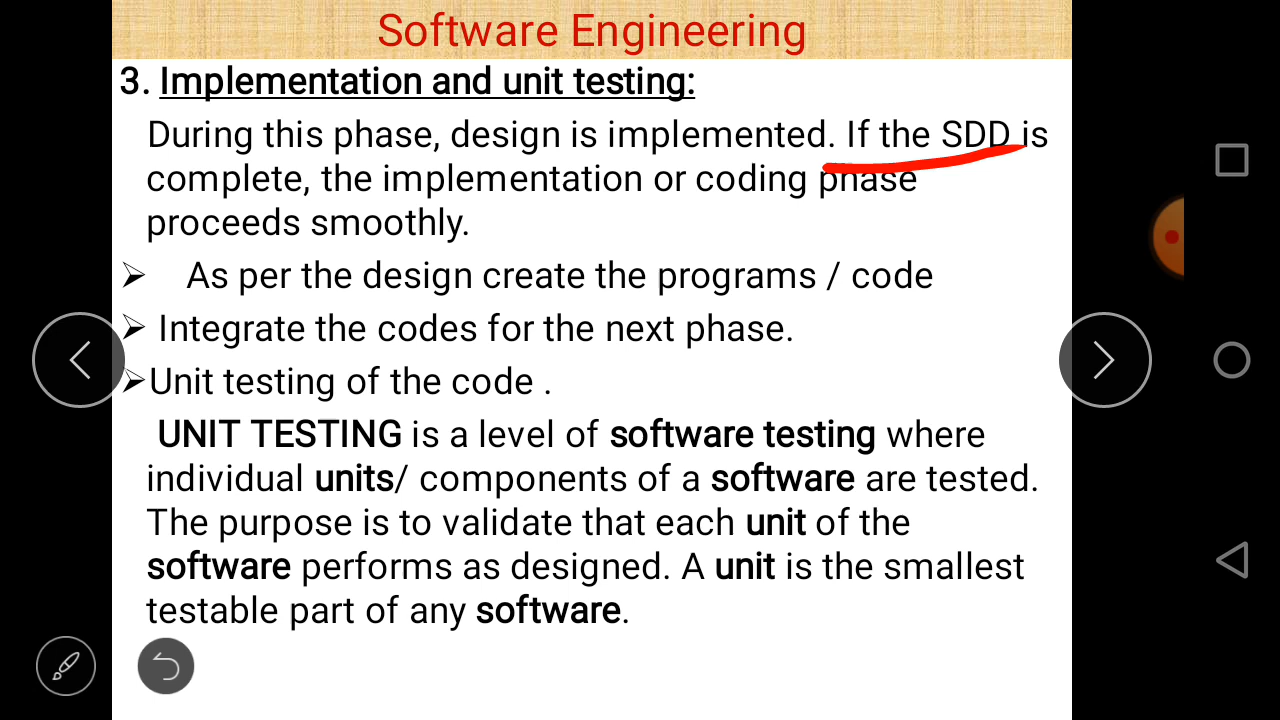 Software Engineering
3. Implementation and unit testing:
During this phase, design is implemented. If the SDD is
complete, the implementation or coding phase
proceeds smoothly.
➢ As per the design create the programs / code
➢ Integrate the codes for the next phase.
➢Unit testing of the code .
UNIT TESTING is a level of software testing where
individual units/ components of a software are tested.
The purpose is to validate that each unit of the
software performs as designed. A unit is the smallest
testable part of any software.